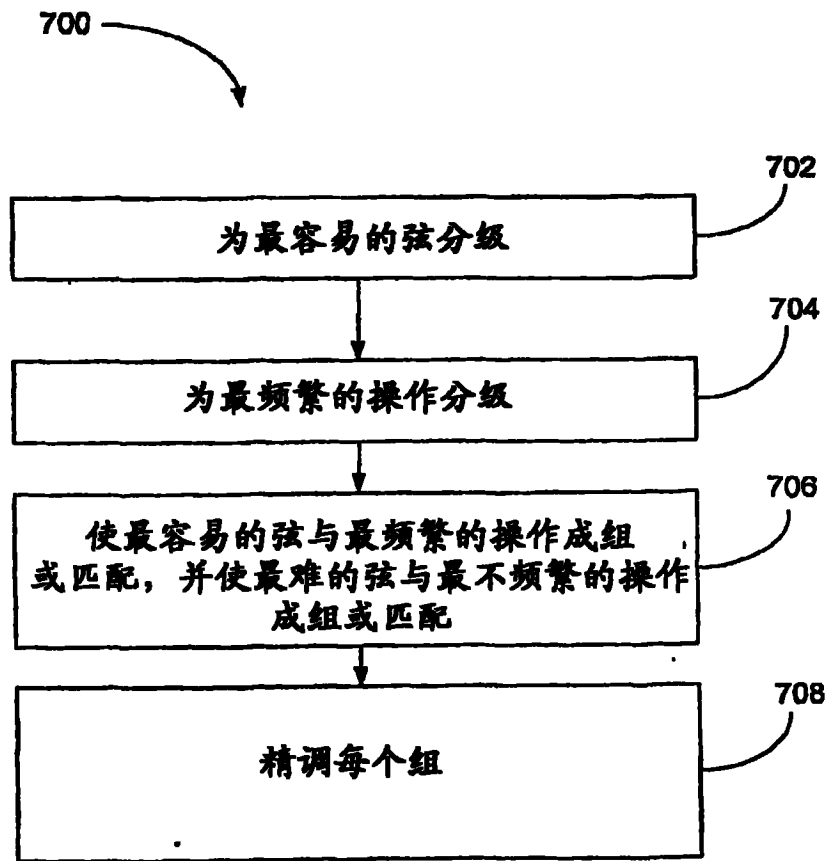 700
702
为最容易的弦分级
704
为最频繁的操作分级
706
使最容易的弦与最频繁的操作成组
或匹配，并使最难的弦与最不频繁的操作
成组或匹配
708
精调每个组